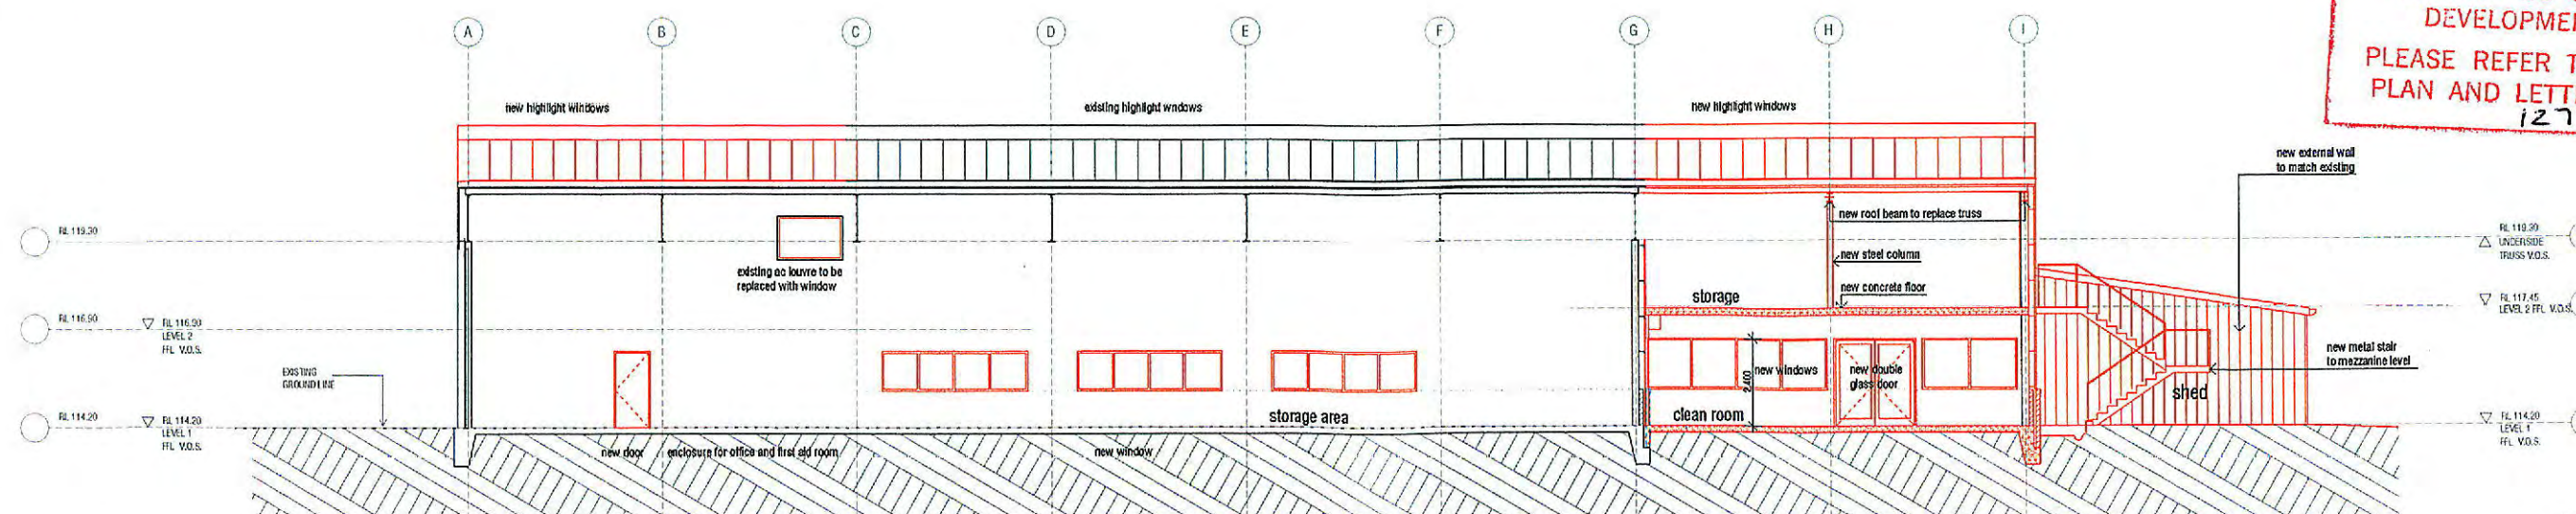 A B C D E F G H I
DEVELOPME
PLEASE REFER T
PLAN AND LETT
127
new highlight windows
existing highlight wndows
new highlight windows
new external wall
to match existing
new roof beam to replace truss
RL 119.30
RL 119.30
UNDERSIDE
TRUSS V.O.S.
new steel column
existing ac louvre to be
replaced with window
new concrete floor
storage
RL 117.45
LEVEL 2 FFL V.O.S.
RL 116.90
RL 116.90
LEVEL 2
FFL V.O.S.
new metal stair
to mezzanine level
EXISTING
GROUND LINE
2,400
new windows
new double
glass door
shed
RL 114.20
RL 114.20
LEVEL 1
FFL V.O.S.
storage area
clean room
RL 114.20
LEVEL 1
FFL V.O.S.
new door
enclosure for office and first aid room
new window